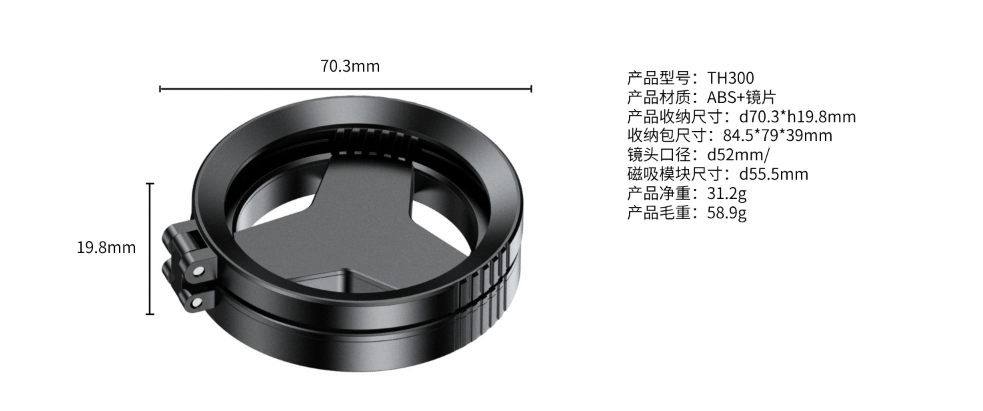 70.3mm
19.8mm
产品型号：TH300
产品材质：ABS+镜片
产品收纳尺寸：d70.3*h19.8mm
收纳包尺寸：84.5*79*39mm
镜头口径：d52mm/
磁吸模块尺寸：d55.5mm
产品净重：31.2g
产品毛重：58.9g